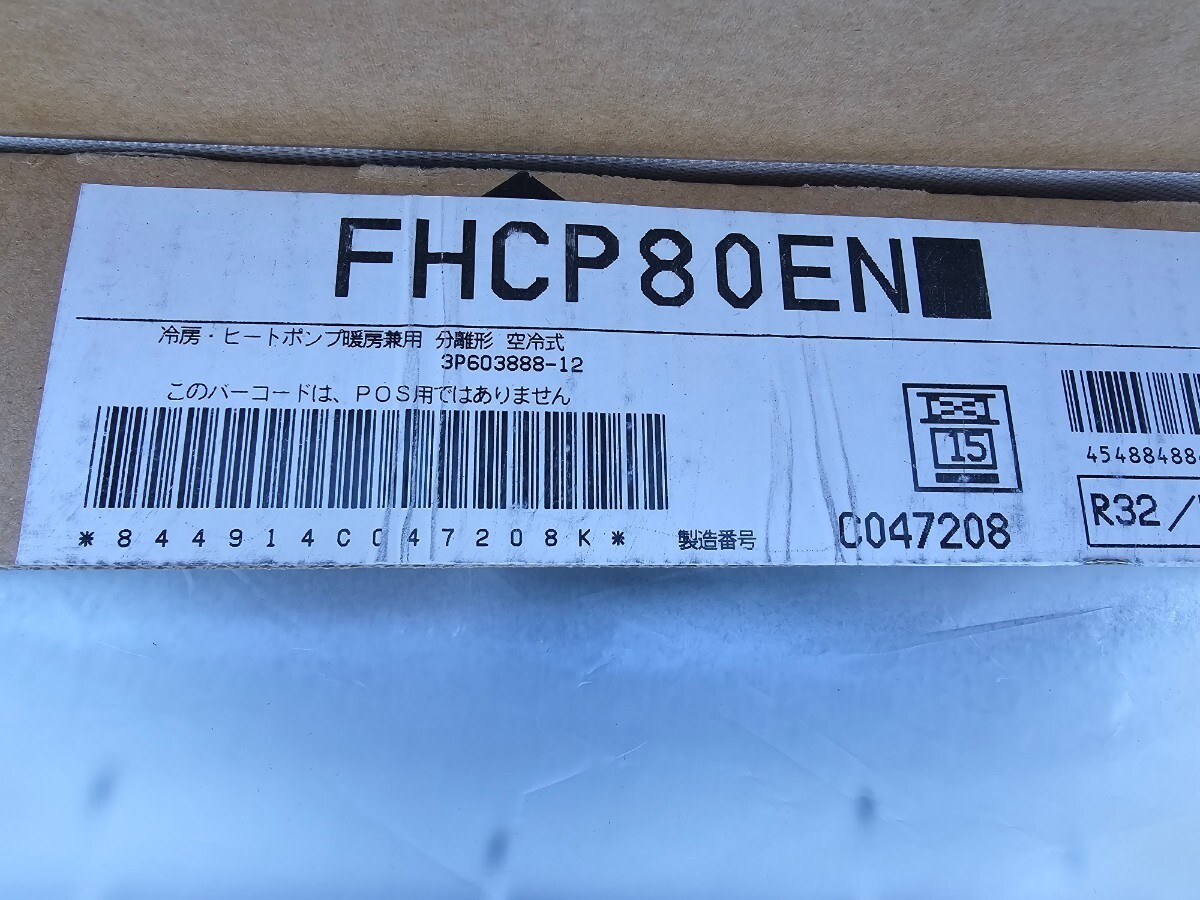 FHCP80EN■
冷房・ヒートポンプ暖房兼用 分離形 空冷式
3P603888-12
このバーコードは、POS用ではありません
*844914C047208K*
製造番号 C047208
15
45488488
R32/